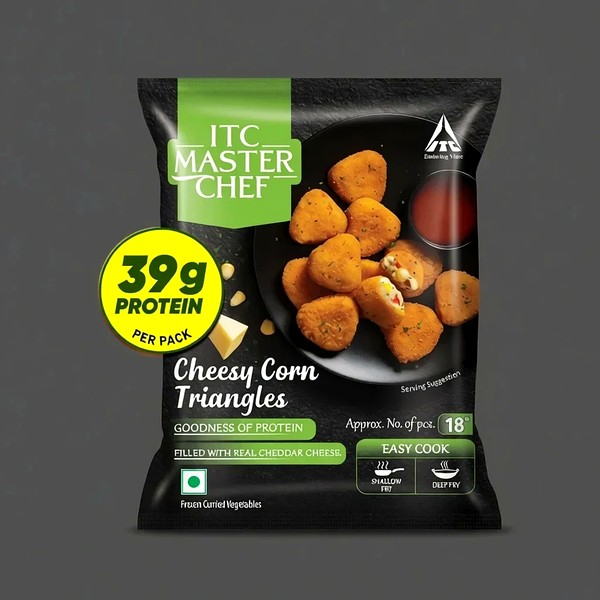 ITC
MASTER
CHEF
ITC
39g
PROTEIN
PER PACK
Cheesy Corn
Triangles
Serving Suggestion
GOODNESS OF PROTEIN
FILLED WITH REAL CHEDDAR CHEESE.
Approx. No. of pcs. 18*
EASY COOK
SHALLOW
FRY
DEEP FRY
Frozen Curried Vegetables